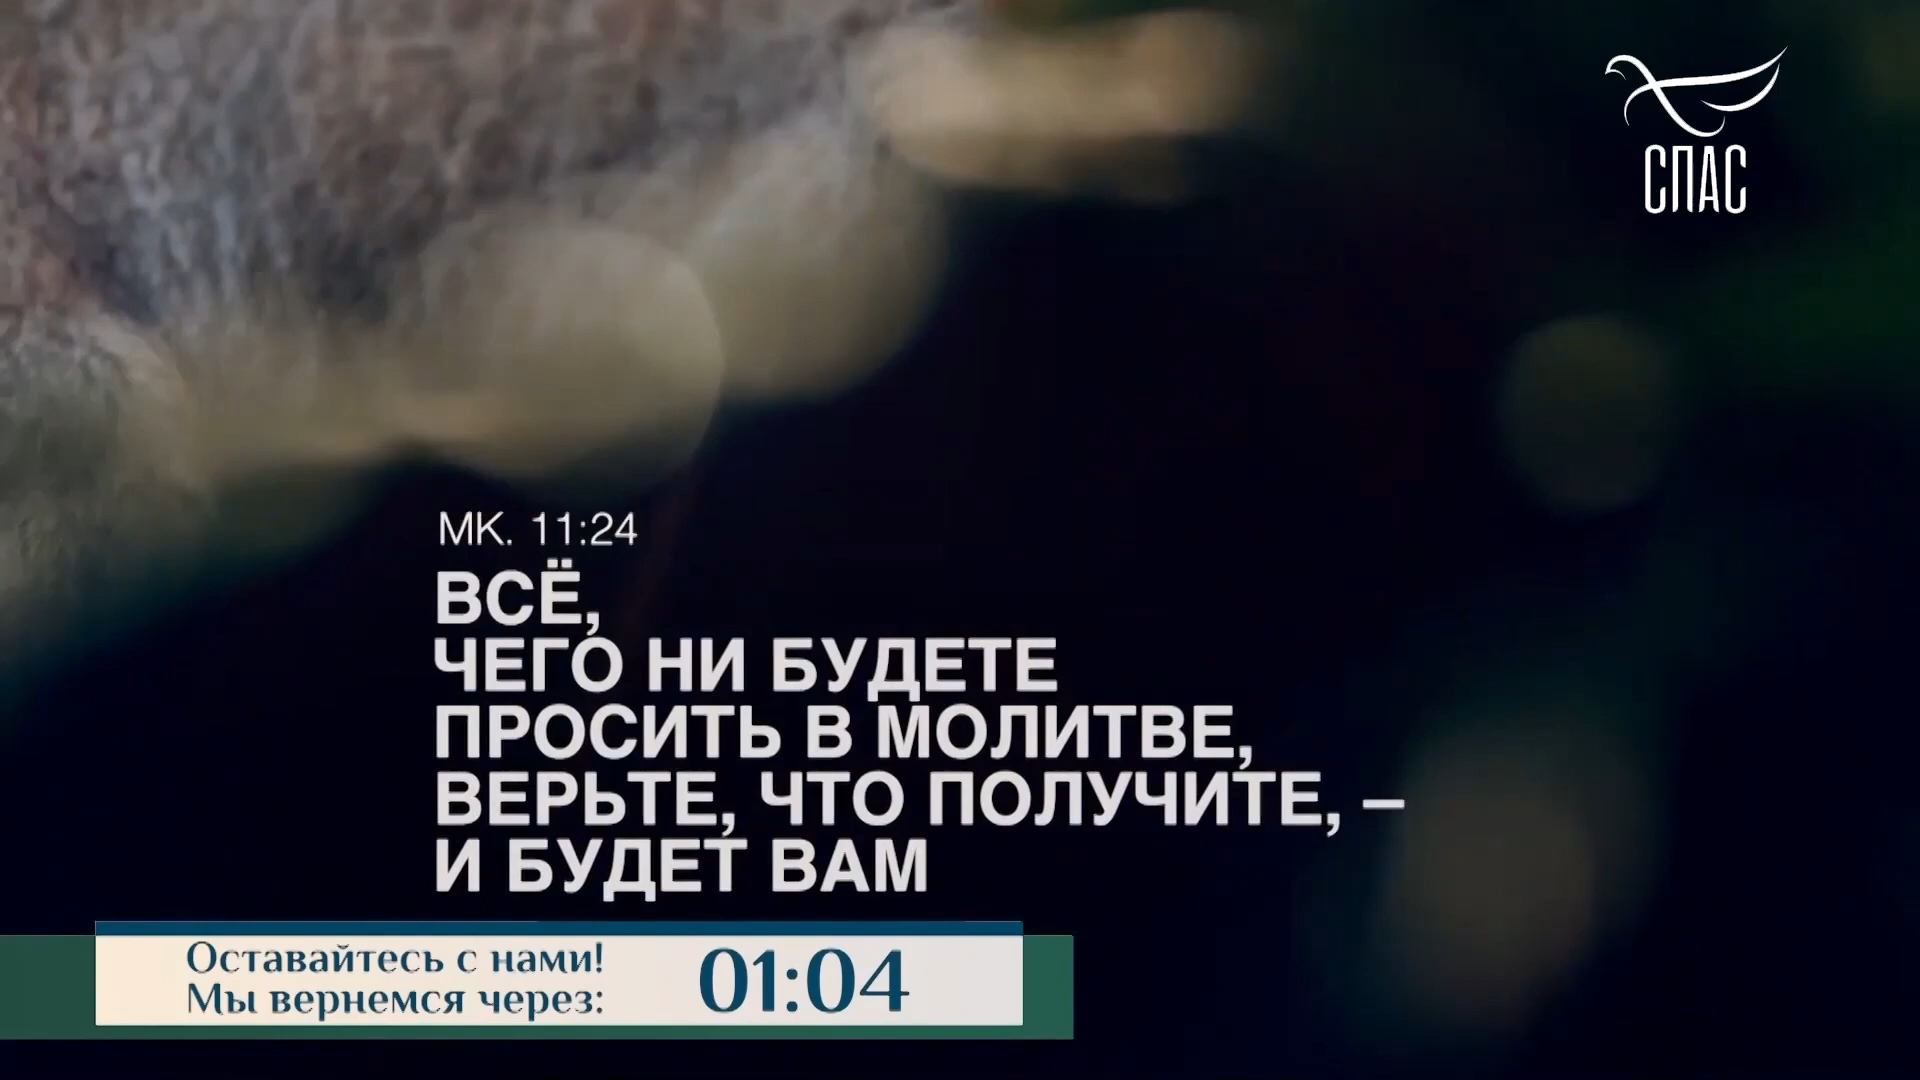 СПАС
МК. 11:24
ВСЁ,
ЧЕГО НИ БУДЕТЕ
ПРОСИТЬ В МОЛИТВЕ,
ВЕРЬТЕ, ЧТО ПОЛУЧИТЕ, –
И БУДЕТ ВАМ
Оставайтесь с нами!
Мы вернемся через:
01:04